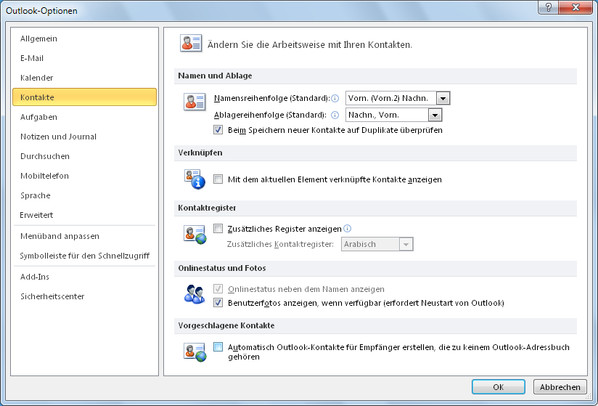 Outlook-Optionen
Allgemein
E-Mail
Kalender
Kontakte
Aufgaben
Notizen und Journal
Durchsuchen
Mobiltelefon
Sprache
Erweitert
Menüband anpassen
Symbolleiste für den Schnellzugriff
Add-Ins
Sicherheitscenter
Ändern Sie die Arbeitsweise mit Ihren Kontakten.
Namen und Ablage
Namensreihenfolge (Standard): Vorn. (Vorn.2) Nachn.
Ablagereihenfolge (Standard): Nachn., Vorn.
Beim Speichern neuer Kontakte auf Duplikate überprüfen
Verknüpfen
Mit dem aktuellen Element verknüpfte Kontakte anzeigen
Kontaktregister
Zusätzliches Register anzeigen
Zusätzliches Kontaktregister: Arabisch
Onlinestatus und Fotos
Onlinestatus neben dem Namen anzeigen
Benutzerfotos anzeigen, wenn verfügbar (erfordert Neustart von Outlook)
Vorgeschlagene Kontakte
Automatisch Outlook-Kontakte für Empfänger erstellen, die zu keinem Outlook-Adressbuch
gehören
OK Abbrechen